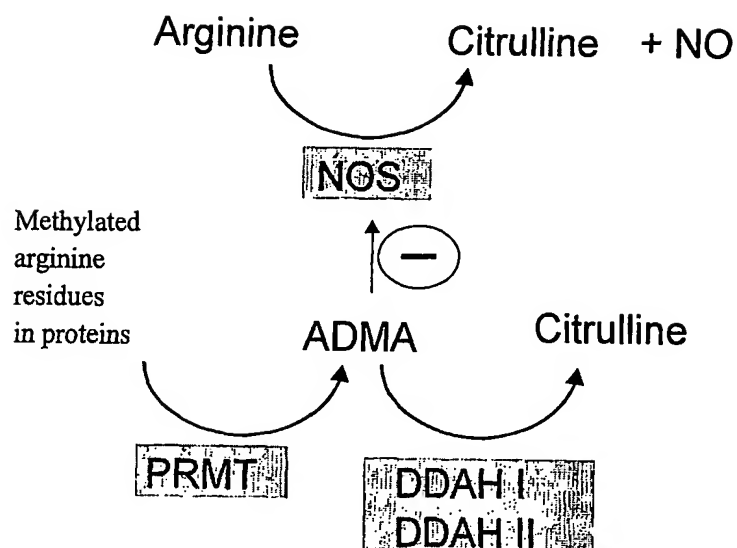 Arginine
Citrulline + NO
NOS
Methylated
arginine
residues
in proteins
−
ADMA
Citrulline
PRMT
DDAH I
DDAH II